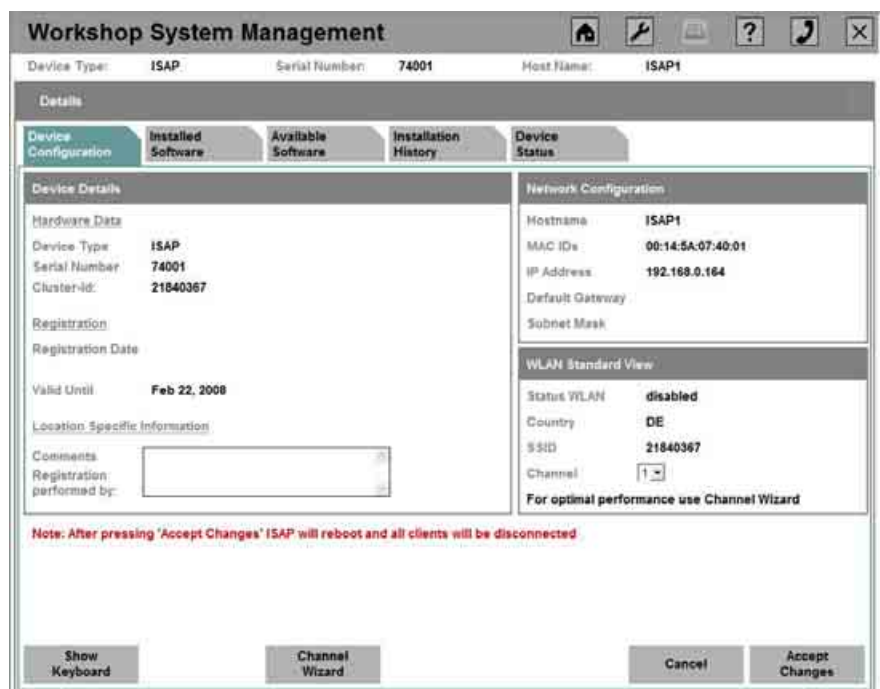 Workshop System Management
?
Device Type: ISAP Serial Number: 74001 Host Name: ISAP1
Details
Device Configuration
Installed Software
Available Software
Installation History
Device Status
Device Details
Hardware Data
Device Type ISAP
Serial Number 74001
Cluster-Id: 21840367
Registration
Registration Date
Valid Until Feb 22, 2008
Location Specific Information
Comments
Registration
performed by:
Network Configuration
Hostname ISAP1
MAC IDs 00:14:5A:07:40:01
IP Address 192.168.0.164
Default Gateway
Subnet Mask
WLAN Standard View
Status WLAN disabled
Country DE
SSID 21840367
Channel 1
For optimal performance use Channel Wizard
Note: After pressing 'Accept Changes' ISAP will reboot and all clients will be disconnected
Show Keyboard
Channel Wizard
Cancel
Accept Changes